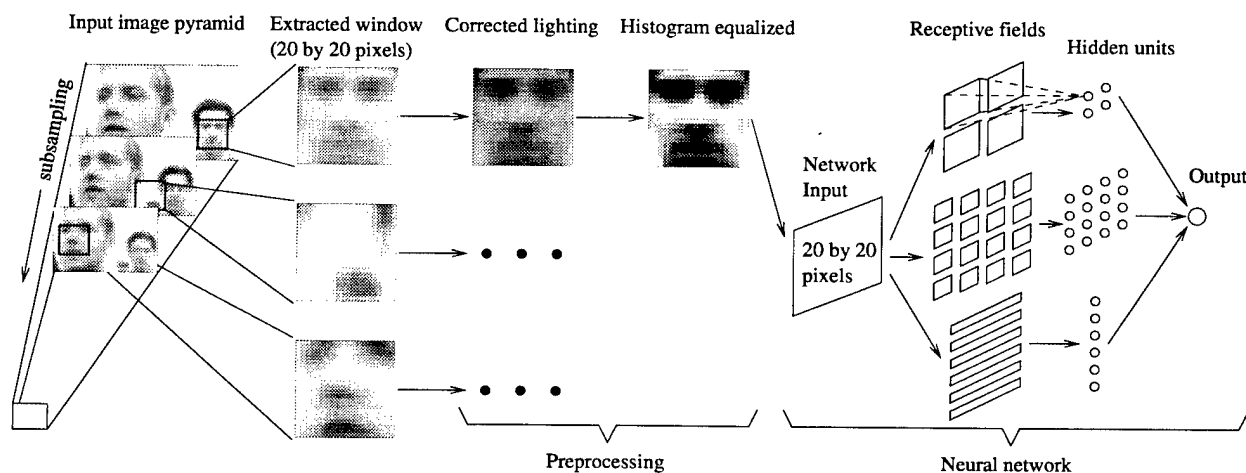 Input image pyramid
Extracted window
(20 by 20 pixels)
Corrected lighting
Histogram equalized
Receptive fields
Hidden units
subsampling
Network
Input
Output
20 by 20
pixels
Preprocessing
Neural network